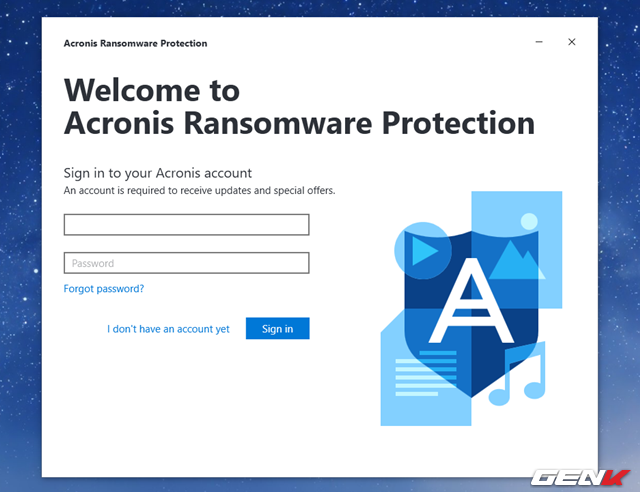 Acronis Ransomware Protection
Welcome to
Acronis Ransomware Protection
Sign in to your Acronis account
An account is required to receive updates and special offers.
Password
Forgot password?
I don't have an account yet
Sign in
A
GENK